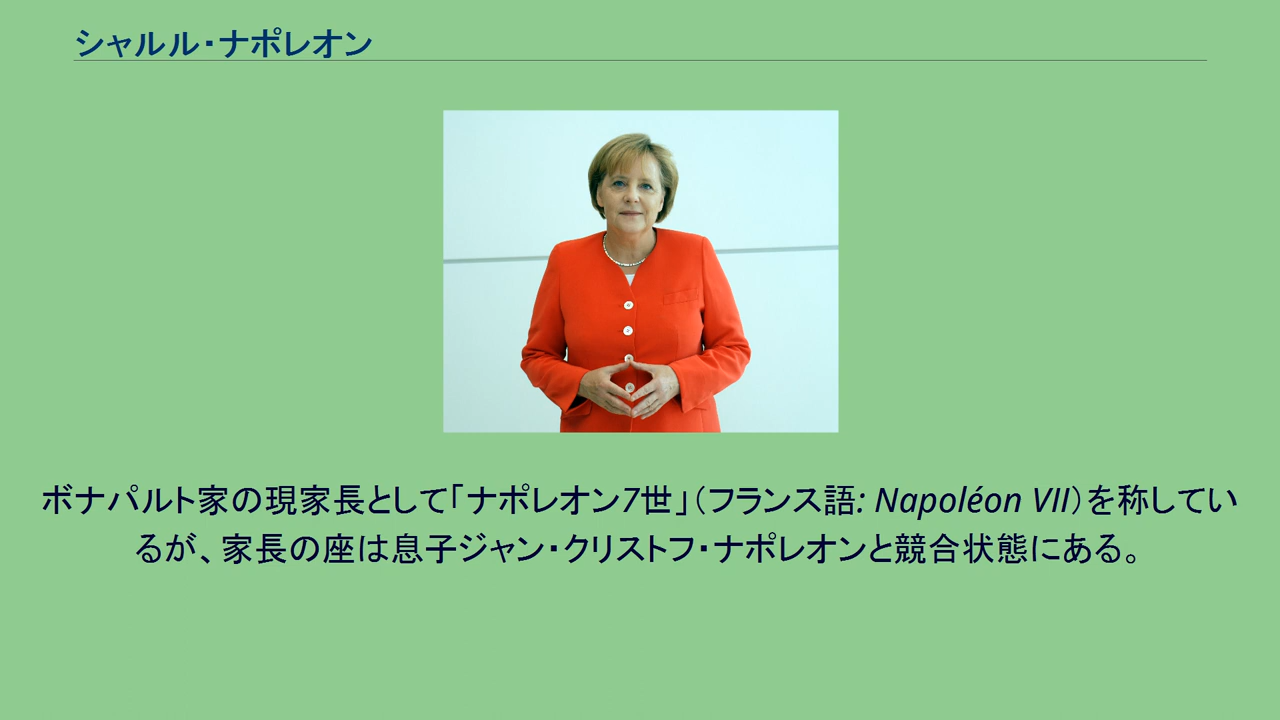 シャルル・ナポレオン
ボナパルト家の現家長として「ナポレオン7世」（フランス語: Napoléon VII）を称してい
るが、家長の座は息子ジャン・クリストフ・ナポレオンと競合状態にある。